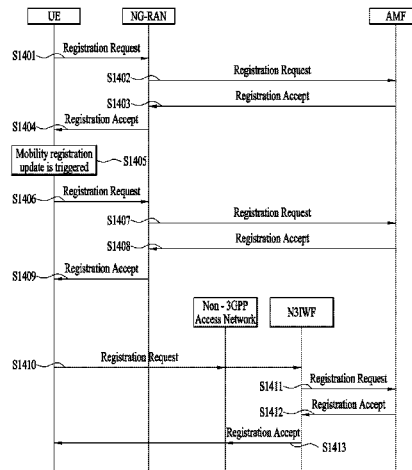 UE
NG-RAN
AMF
S1401
Registration Request
S1402
Registration Request
S1403
Registration Accept
S1404
Registration Accept
Mobility registration
update is triggered
S1405
S1406
Registration Request
S1407
Registration Request
S1408
Registration Accept
S1409
Registration Accept
Non - 3GPP
Access Network
N3IWF
S1410
Registration Request
S1411
Registration Request
S1412
Registration Accept
Registration Accept
S1413